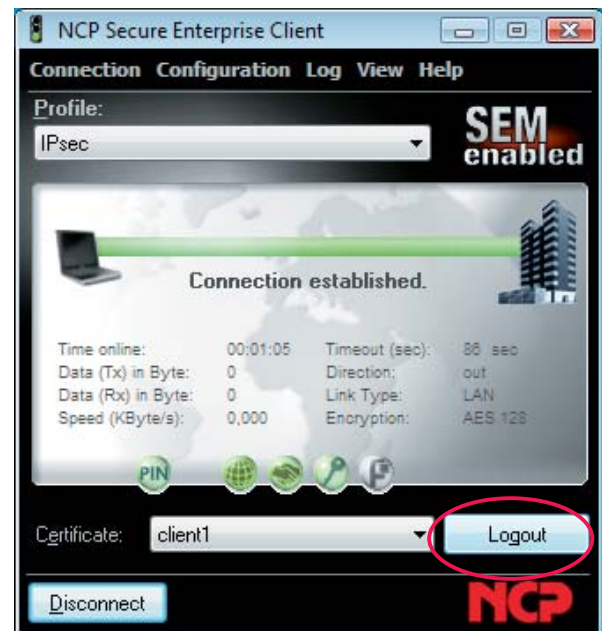 NCP Secure Enterprise Client
Connection Configuration Log View Help
Profile:
IPsec
SEM
enabled
Connection established.
Time online: 00:01:05 Timeout (sec): 86 sec
Data (Tx) in Byte: 0 Direction: out
Data (Rx) in Byte: 0 Link Type: LAN
Speed (KByte/s): 0,000 Encryption: AES 128
PIN
Certificate: client1 Logout
Disconnect NCP